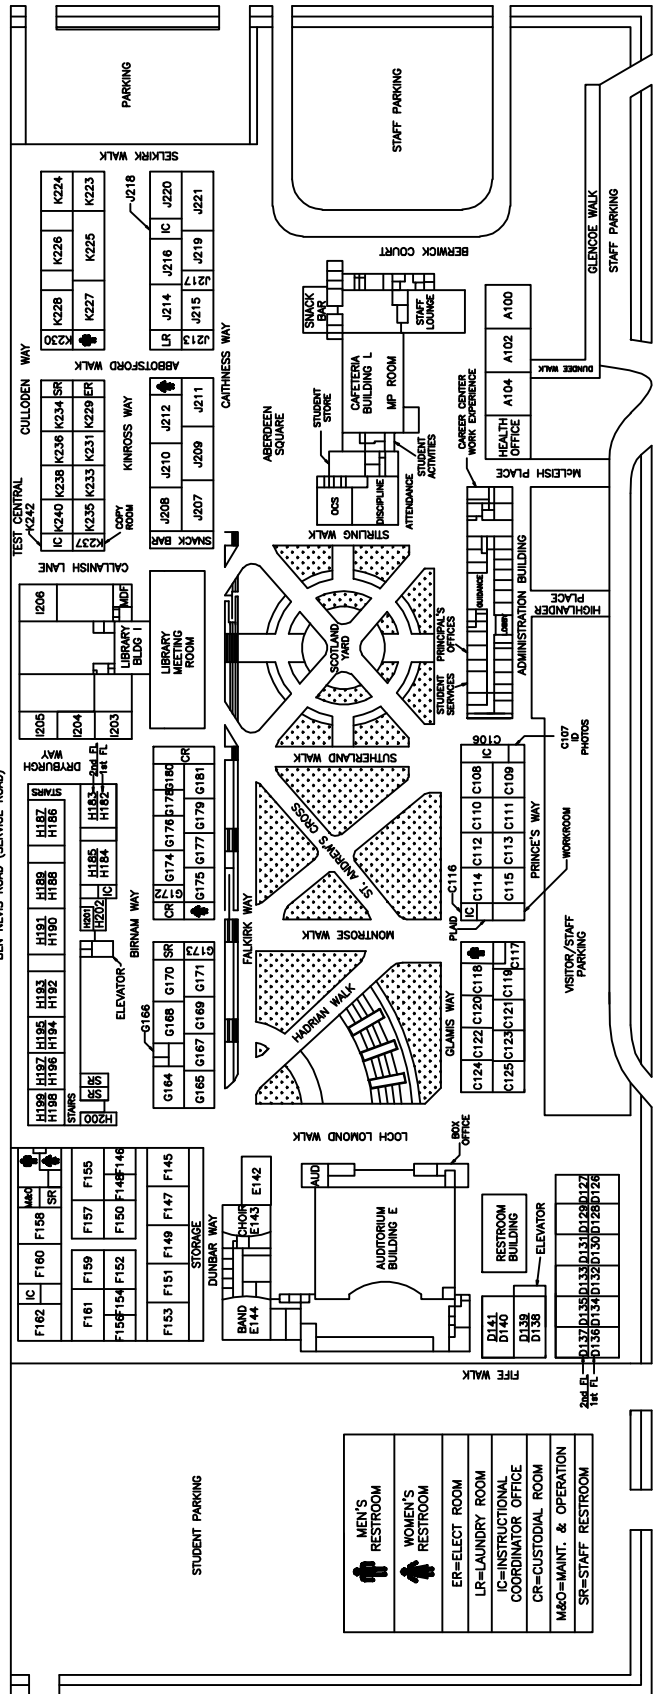 PARKING
SELKIRK WALK
STAFF PARKING
BERWICK COURT
GLENCOE WALK
STAFF PARKING
K224
K223
K226
K225
K228
K227
K230
J218
J220
J221
IC
J216
J219
J217
J214
J215
LR
J213
CULLODEN WAY
ABBOTSFORD WALK
CAITHNESS WAY
KINROSS WAY
TEST CENTRAL
K242
K234
SR
K229
ER
K236
K231
K238
K233
K240
K235
IC
K237
COPY
ROOM
J212
J211
J210
J209
J208
J207
SNACK BAR
CALLANISH LANE
ABERDEEN
SQUARE
SNACK
BAR
STAFF
LOUNGE
CAFETERIA
BUILDING L
MP ROOM
STUDENT
STORE
STUDENT
ACTIVITIES
OCS
DISCIPLINE
ATTENDANCE
STIRLING WALK
A100
A102
A104
HEALTH
OFFICE
DUNDEE WALK
McLEISH PLACE
CAREER CENTER
WORK EXPERIENCE
GUIDANCE
LOBBY
ADMINISTRATION BUILDING
HIGHLANDER
PLACE
PRINCIPAL'S
OFFICES
STUDENT
SERVICES
I206
MDF
LIBRARY
BLDG I
LIBRARY
MEETING
ROOM
I205
I204
I203
DRYBURGH
WAY
SCOTLAND
YARD
SUTHERLAND WALK
ST. ANDREW'S CROSS
MONTROSE WALK
HADRIAN WALK
LOCH LOMOND WALK
BEN NEVIS ROAD (SERVICE ROAD)
STAIRS
H187
H186
H189
H188
H191
H190
H193
H192
H195
H194
H197
H196
H199
H198
STAIRS
2nd FL
1st FL
H183
H182
H185
H184
IC
H201
H202
ELEVATOR
SR
SR
H200
BIRNAM WAY
CR
G180
G181
G178
G179
G176
G177
G174
G175
G172
CR
G173
SR
G170
G171
G168
G169
G166
G167
G164
G165
FALKIRK WAY
C106
IC
C107
ID
PHOTOS
C108
C109
C110
C111
C112
C113
C114
C115
C116
IC
PLAID
WORKROOM
PRINCE'S WAY
C117
C118
C119
C120
C121
C122
C123
C124
C125
GLAMIS WAY
VISITOR/STAFF
PARKING
M&O
SR
F158
F160
IC
F162
F155
F146
F148
F157
F150
F159
F152
F154
F161
F156
F145
F147
F149
F151
F153
STORAGE
DUNBAR WAY
E142
CHOIR
E143
BAND
E144
AUD
AUDITORIUM
BUILDING E
BOX
OFFICE
RESTROOM
BUILDING
ELEVATOR
D141
D140
D139
D138
D127
D126
D129
D128
D131
D130
D133
D132
D135
D134
D137
D136
2nd FL
1st FL
FIFE WALK
STUDENT PARKING
MEN'S
RESTROOM
WOMEN'S
RESTROOM
ER=ELECT ROOM
LR=LAUNDRY ROOM
IC=INSTRUCTIONAL
COORDINATOR OFFICE
CR=CUSTODIAL ROOM
M&O=MAINT. & OPERATION
SR=STAFF RESTROOM